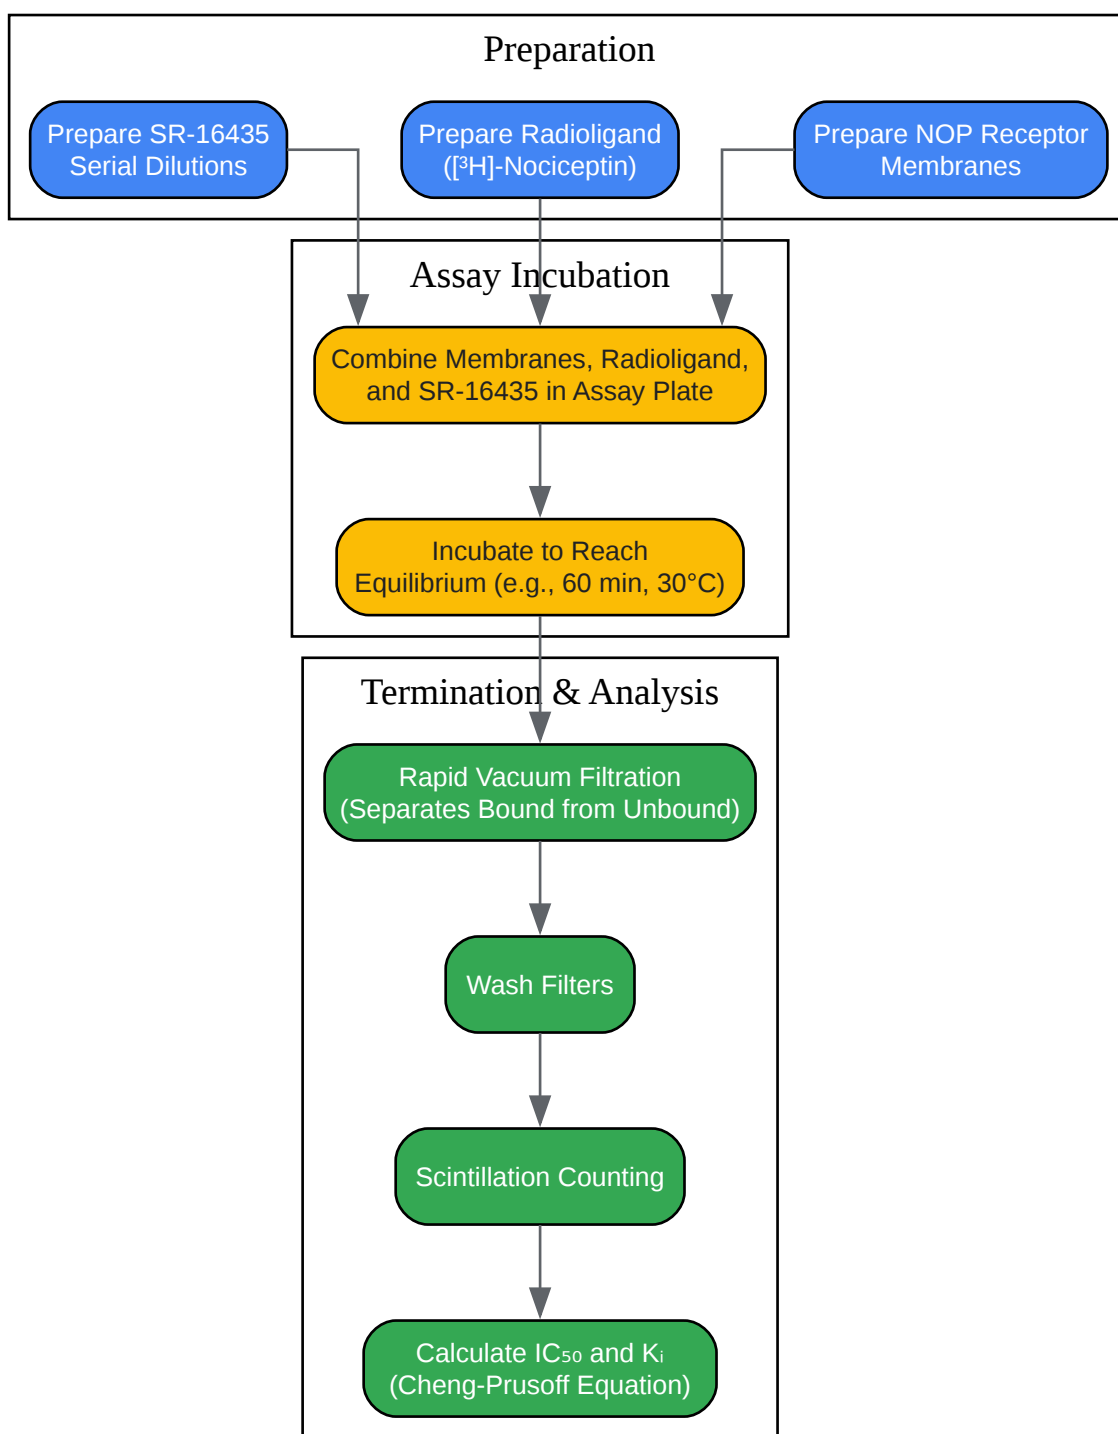 Preparation
Prepare SR-16435
Serial Dilutions
Prepare Radioligand
([³H]-Nociceptin)
Prepare NOP Receptor
Membranes
Assay Incubation
Combine Membranes, Radioligand,
and SR-16435 in Assay Plate
Incubate to Reach
Equilibrium (e.g., 60 min, 30°C)
Termination & Analysis
Rapid Vacuum Filtration
(Separates Bound from Unbound)
Wash Filters
Scintillation Counting
Calculate IC₅₀ and Kᵢ
(Cheng-Prusoff Equation)